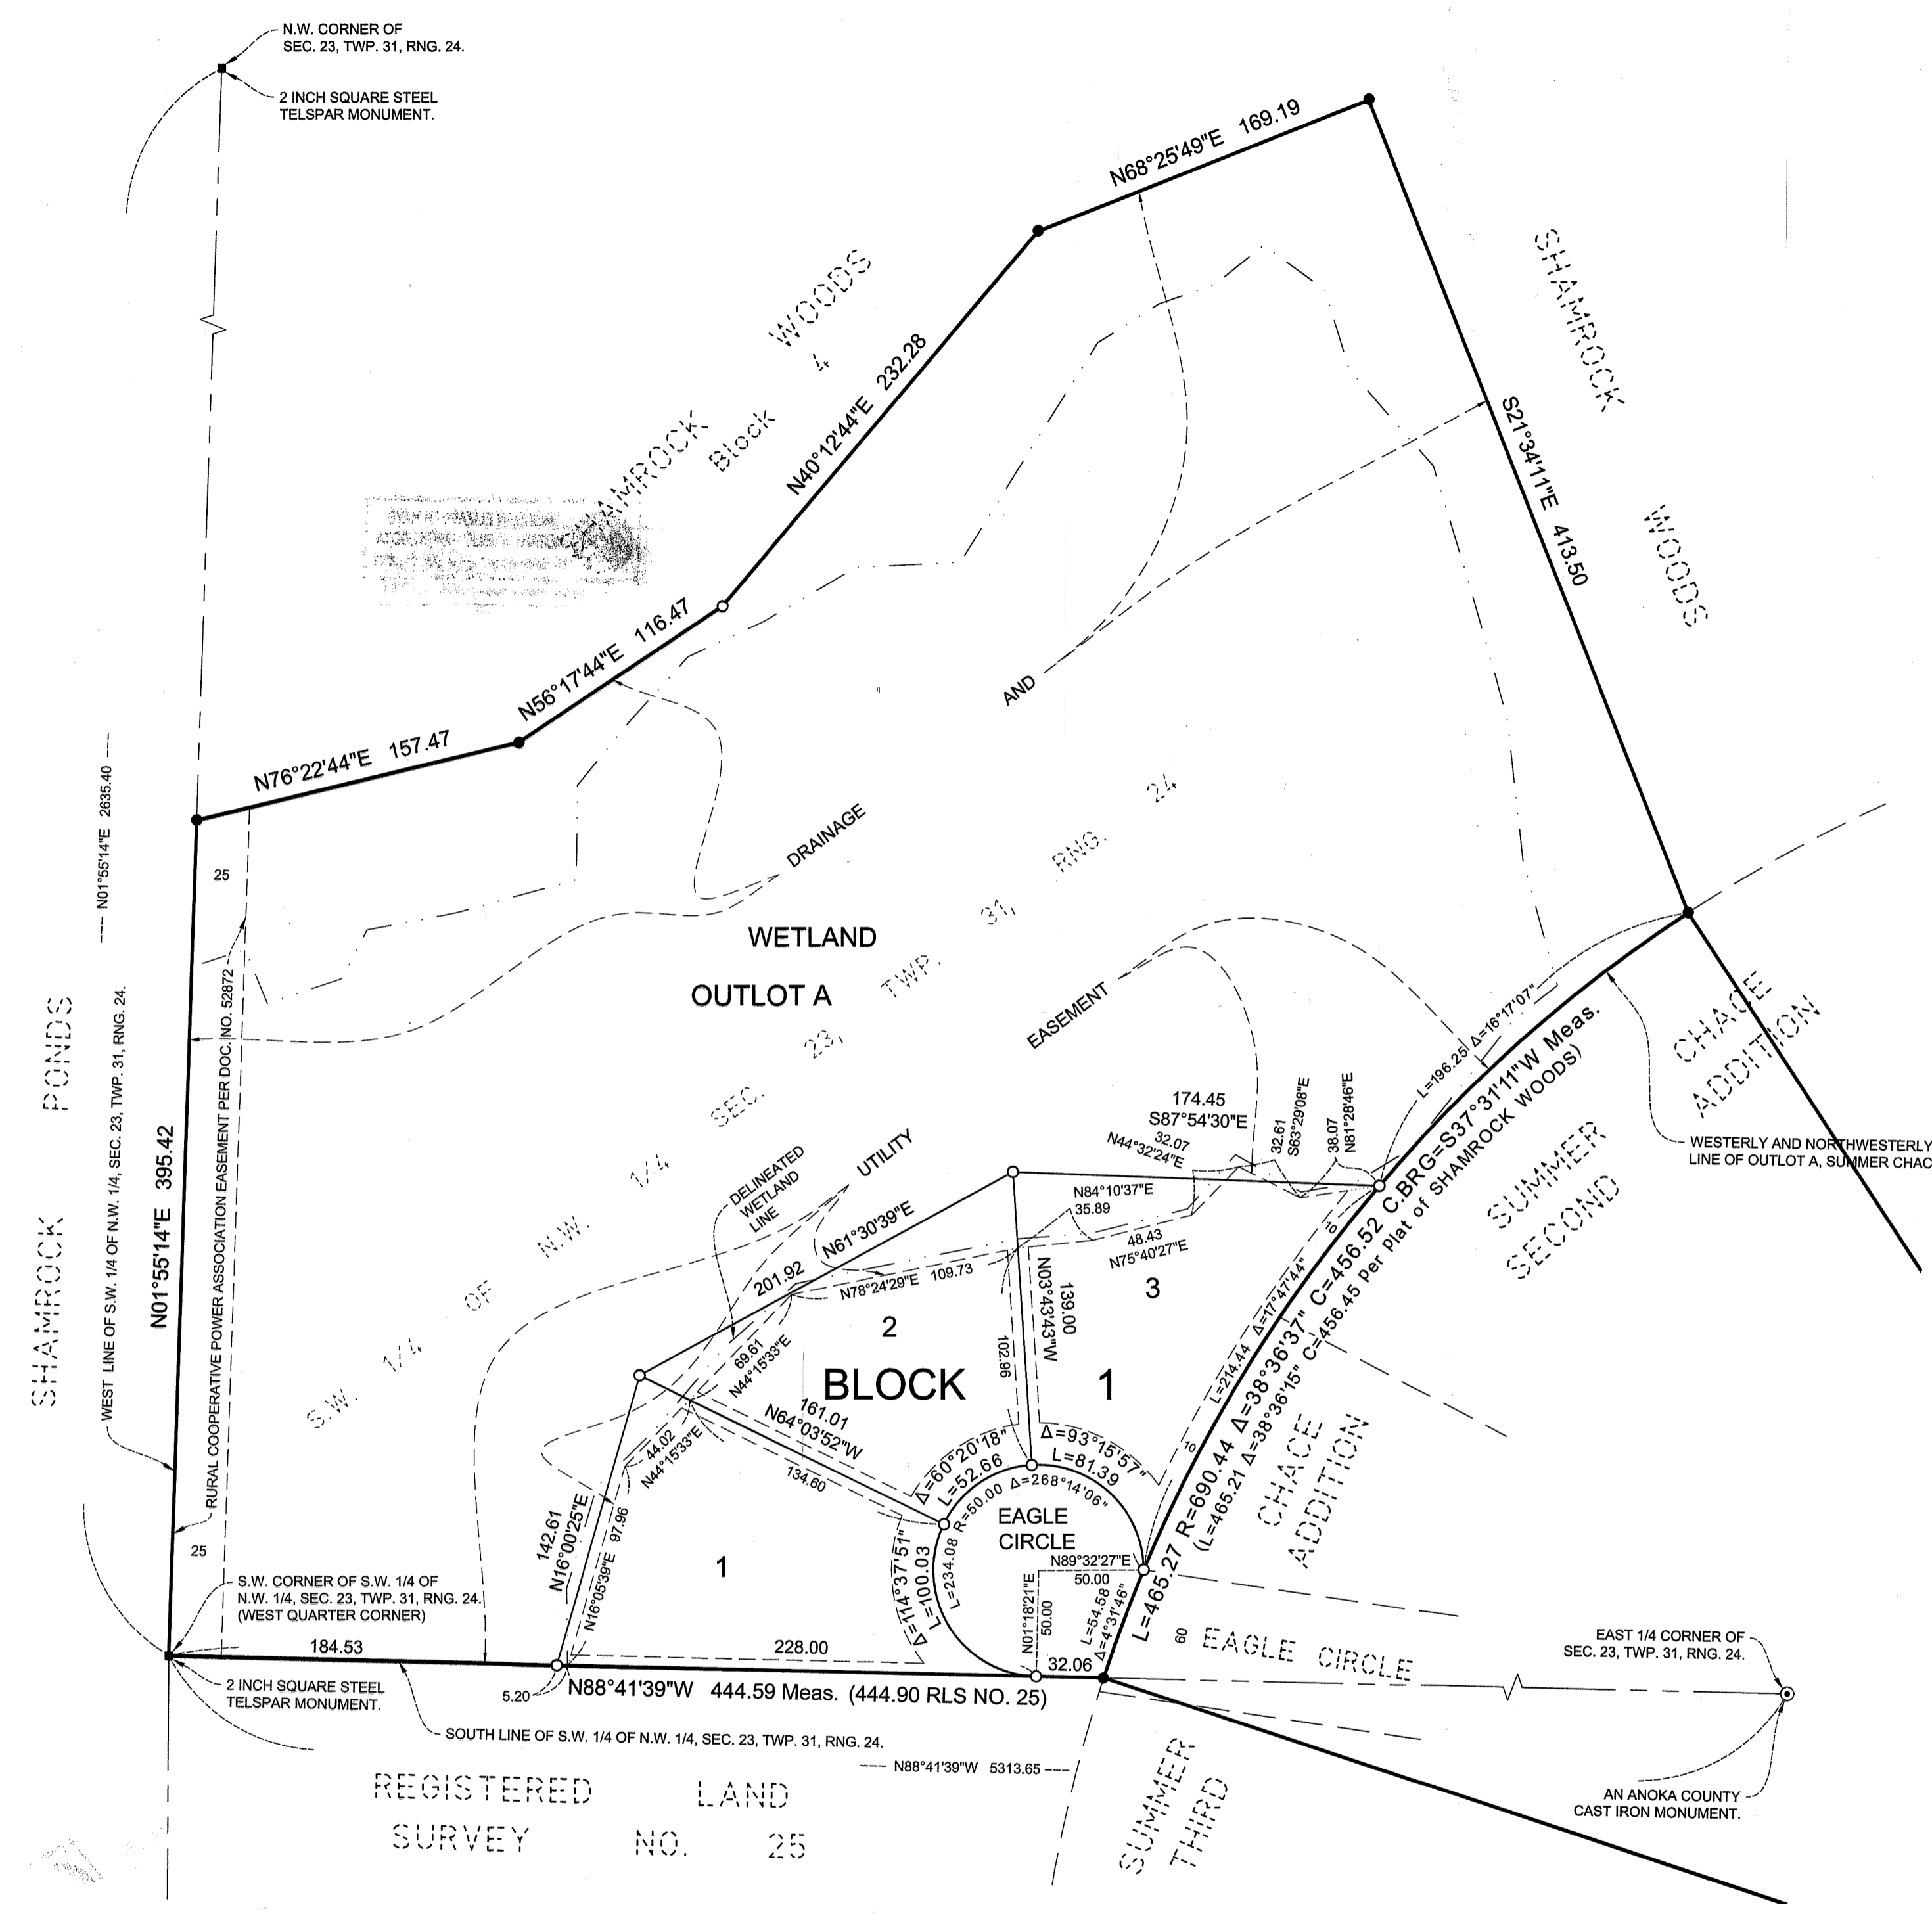 N.W. CORNER OF
SEC. 23, TWP. 31, RNG. 24.
2 INCH SQUARE STEEL
TELSPAR MONUMENT.
N68°25'49"E 169.19
SHAMROCK
WOODS
WOODS
4
SHAMROCK
Block
N40°12'44"E 232.28
S21°34'11"E 413.50
N56°17'44"E 116.47
N76°22'44"E 157.47
AND
DRAINAGE
25
WETLAND
OUTLOT A
EASEMENT
S.W. 1/4 OF N.W. 1/4 SEC. 23, TWP. 31, RNG. 24
--- N01°55'14"E 2635.40 ---
WEST LINE OF S.W. 1/4 OF N.W. 1/4, SEC. 23, TWP. 31, RNG. 24.
SHAMROCK PONDS
N01°55'14"E 395.42
RURAL COOPERATIVE POWER ASSOCIATION EASEMENT PER DOC. NO. 52872
25
CHACE
ADDITION
L=196.25 Δ=16°17'07"
L=465.27 R=690.44 Δ=38°36'37" C=456.52 C.BRG=S37°31'11"W Meas.
(L=465.21 Δ=38°36'15" C=456.45 per Plat of SHAMROCK WOODS)
WESTERLY AND NORTHWESTERLY
LINE OF OUTLOT A, SUMMER CHAC
SUMMER
SECOND
CHACE
ADDITION
174.45
S87°54'30"E
32.07
N44°32'24"E
32.61
S63°29'08"E
38.07
N81°28'46"E
DELINEATED
WETLAND
LINE
UTILITY
N84°10'37"E
35.89
48.43
N75°40'27"E
201.92 N61°30'39"E
N78°24'29"E 109.73
2
3
BLOCK 1
139.00
N03°43'43"W
102.96
10
10
L=214.44 Δ=17°47'44"
69.61
N44°15'33"E
161.01
N64°03'52"W
134.60
44.02
N44°15'33"E
142.61
N16°00'25"E
N16°05'39"E 97.96
1
Δ=60°20'18"
L=52.66
Δ=93°15'57"
L=81.39
L=234.08 R=50.00 Δ=268°14'06"
EAGLE
CIRCLE
Δ=114°37'51"
L=100.03
N89°32'27"E
50.00
N01°18'21"E
50.00
L=54.58
Δ=4°31'46"
32.06
S.W. CORNER OF S.W. 1/4 OF
N.W. 1/4, SEC. 23, TWP. 31, RNG. 24.
(WEST QUARTER CORNER)
184.53
228.00
5.20
N88°41'39"W 444.59 Meas. (444.90 RLS NO. 25)
2 INCH SQUARE STEEL
TELSPAR MONUMENT.
SOUTH LINE OF S.W. 1/4 OF N.W. 1/4, SEC. 23, TWP. 31, RNG. 24.
--- N88°41'39"W 5313.65 ---
60
EAGLE CIRCLE
EAST 1/4 CORNER OF
SEC. 23, TWP. 31, RNG. 24.
AN ANOKA COUNTY
CAST IRON MONUMENT.
REGISTERED LAND
SURVEY NO. 25
SUMMER
THIRD